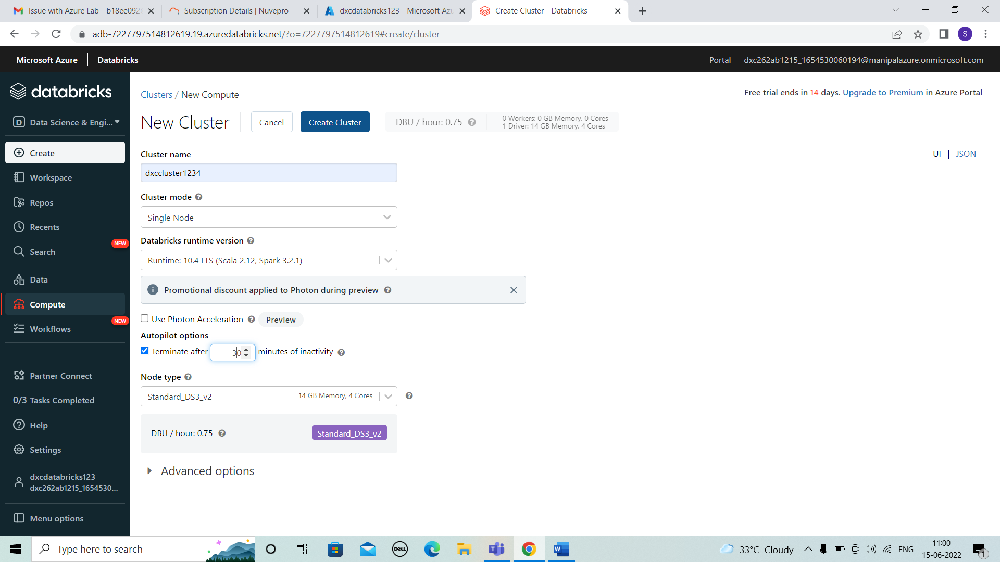 Issue with Azure Lab - b18ee092
Subscription Details | Nuvepro
dxcdatabricks123 - Microsoft Azu
Create Cluster - Databricks
adb-7227797514812619.19.azuredatabricks.net/?o=7227797514812619#create/cluster
S
Microsoft Azure
Databricks
Portal
dxc262ab1215_1654530060194@manipalazure.onmicrosoft.com
databricks
D Data Science & Engi...
Create
Workspace
Repos
Recents
NEW
Search
Data
Compute
NEW
Workflows
Partner Connect
0/3 Tasks Completed
Help
Settings
dxcdatabricks123
dxc262ab1215_1654530...
Menu options
Clusters / New Compute
Free trial ends in 14 days. Upgrade to Premium in Azure Portal
New Cluster
Cancel
Create Cluster
DBU / hour: 0.75
0 Workers: 0 GB Memory, 0 Cores
1 Driver: 14 GB Memory, 4 Cores
UI | JSON
Cluster name
dxccluster1234
Cluster mode
Single Node
Databricks runtime version
Runtime: 10.4 LTS (Scala 2.12, Spark 3.2.1)
Promotional discount applied to Photon during preview
Use Photon Acceleration
Preview
Autopilot options
Terminate after 30 minutes of inactivity
Node type
Standard_DS3_v2 14 GB Memory, 4 Cores
DBU / hour: 0.75
Standard_DS3_v2
Advanced options
Type here to search
DELL
33°C Cloudy
ENG
11:00
15-06-2022
1